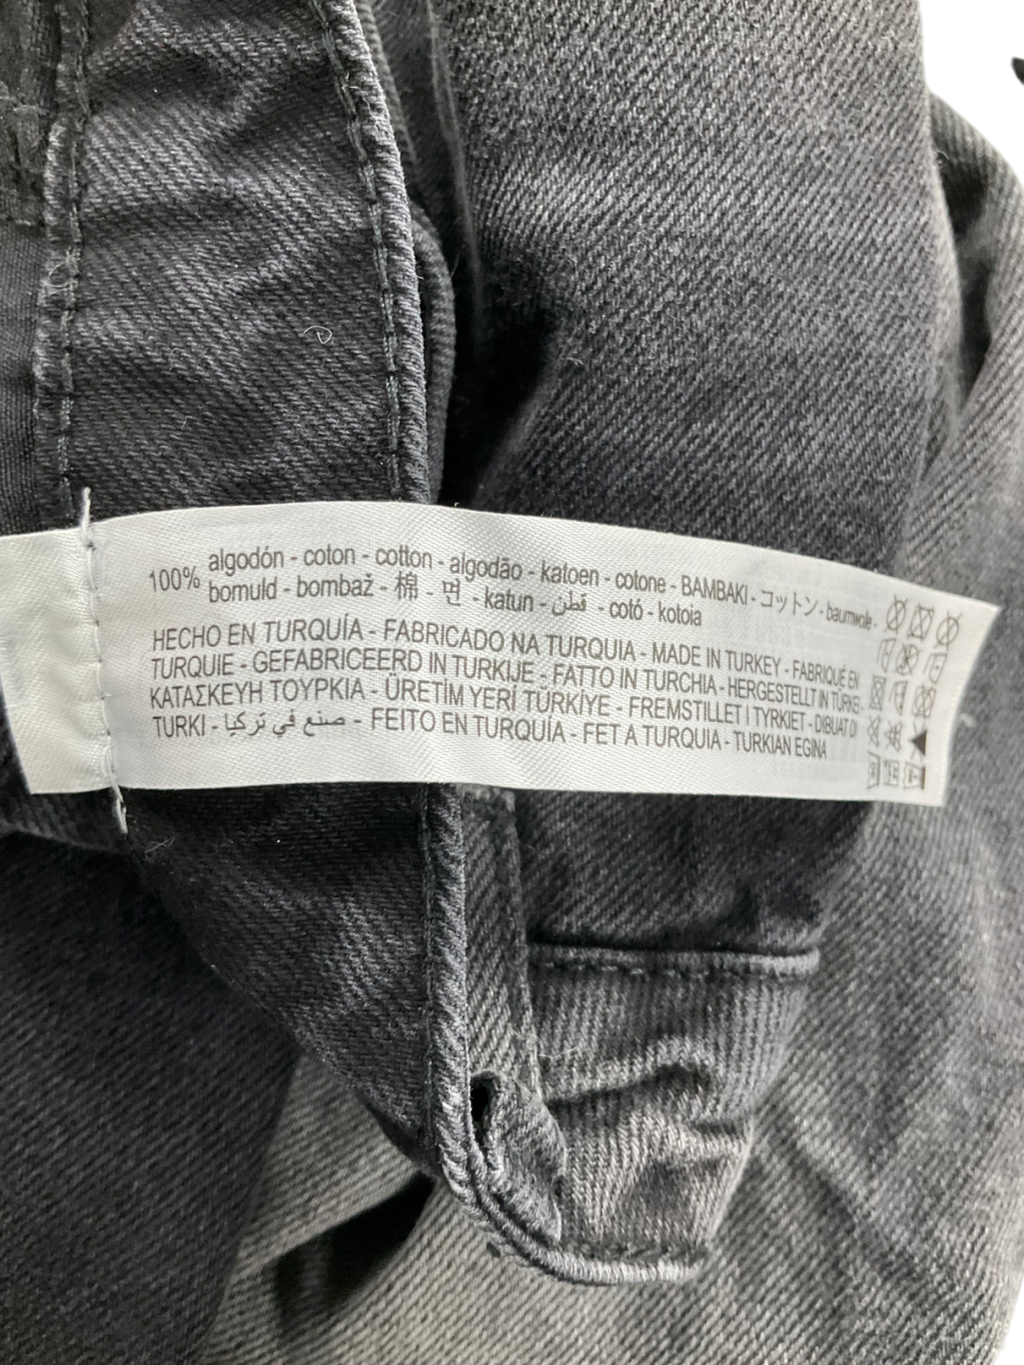 100% algodón - coton - cotton - algodão - katoen - cotone - BAMBAKI - コットン - baumwolle -
bomuld - bombaž - 棉 - 면 - katun - قطن - cotó - kotoia
HECHO EN TURQUÍA - FABRICADO NA TURQUIA - MADE IN TURKEY - FABRIQUÉ EN
TURQUIE - GEFABRICEERD IN TURKIJE - FATTO IN TURCHIA - HERGESTELLT IN TÜRKEI -
ΚΑΤΑΣΚΕΥΗ ΤΟΥΡΚΙΑ - ÜRETİM YERİ TÜRKİYE - FREMSTILLET I TYRKIET - DIBUAT DI
TURKI - صنع في تركيا - FEITO EN TURQUÍA - FET A TURQUIA - TURKIAN EGINA